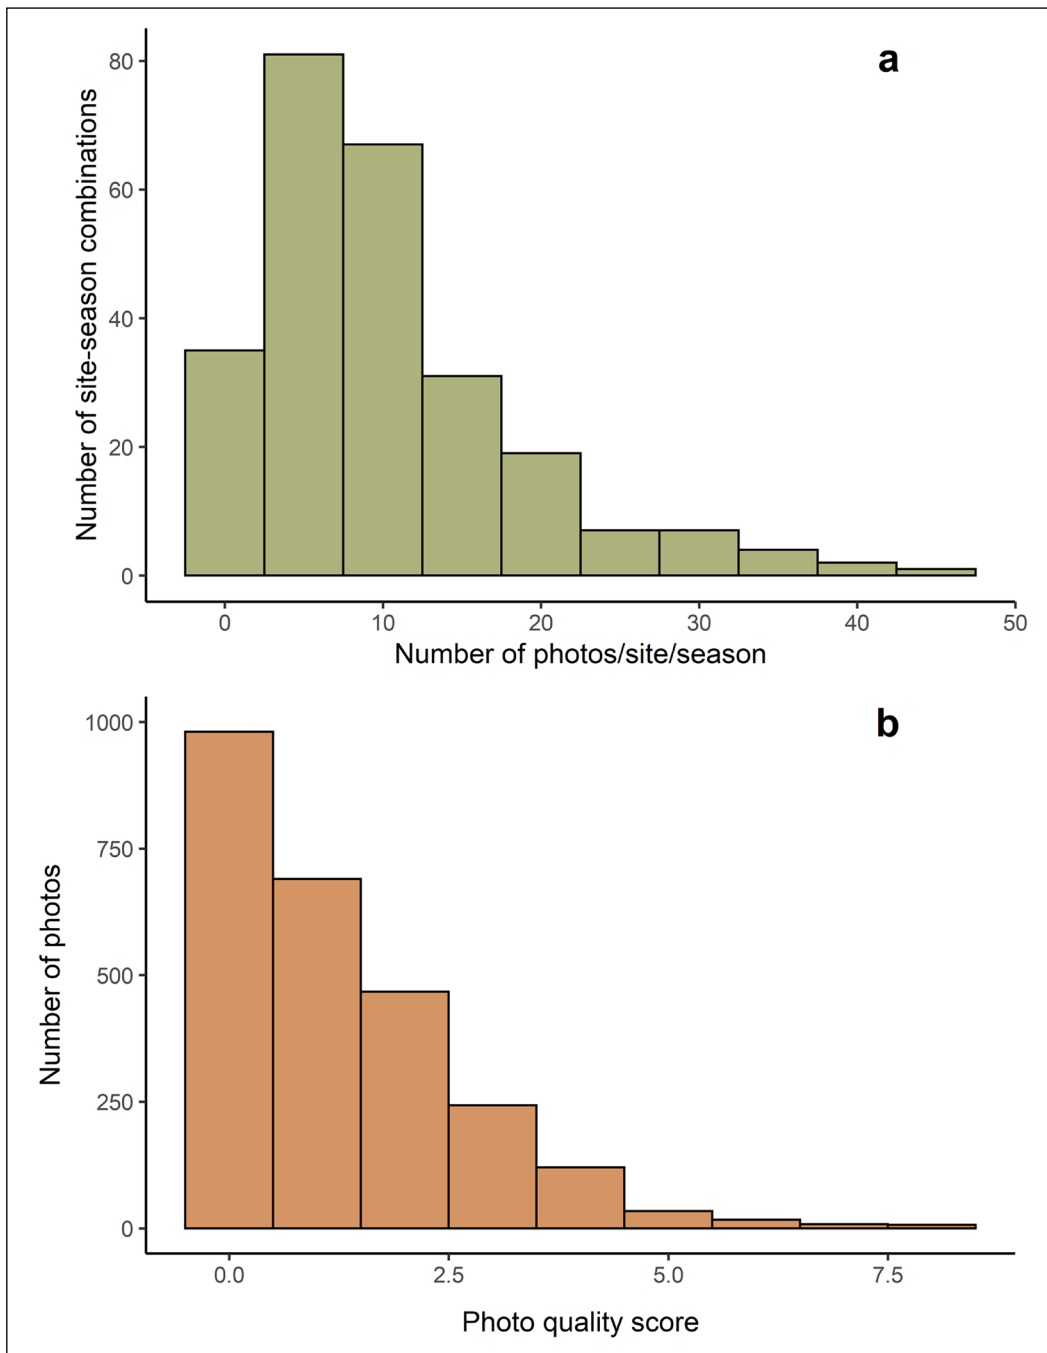 a
Number of site-season combinations
80
60
40
20
0
0 10 20 30 40 50
Number of photos/site/season
b
Number of photos
1000
750
500
250
0
0.0 2.5 5.0 7.5
Photo quality score